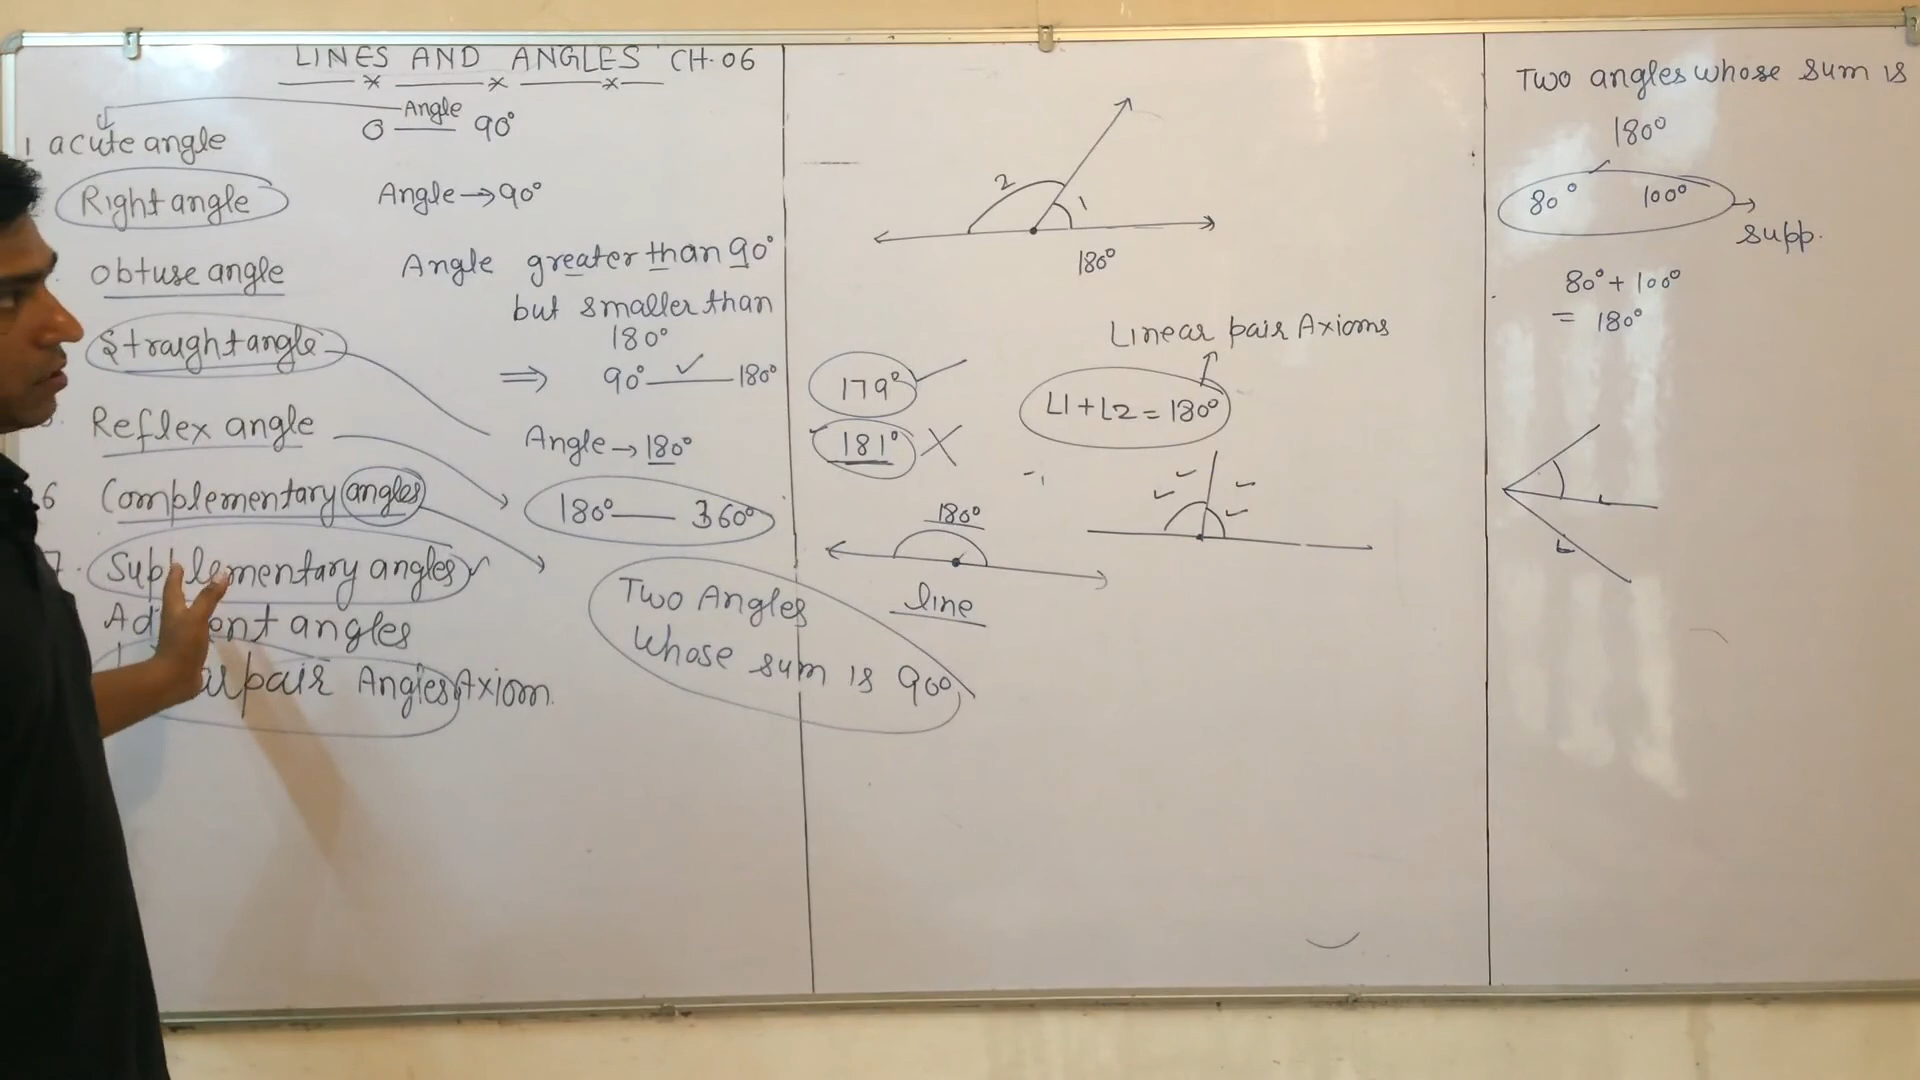 LINES AND ANGLES CH.06
Angle
0 — 90°
1 acute angle
Right angle
Angle → 90°
obtuse angle
Angle greater than 90°
but smaller than
180°
⇒ 90° ✓ 180°
Straught angle
Angle → 180°
Reflex angle
180° — 360°
6 Complementary angles
Two Angles
whose sum is 90°
7. Supplementary angles
angles
pair Angles Axiom.
2
1
180°
Linear pair Axioms
∠1 + ∠2 = 180°
179°
181° X
180°
line
Two angles whose sum is
180°
80° 100°
supp.
80° + 100°
= 180°